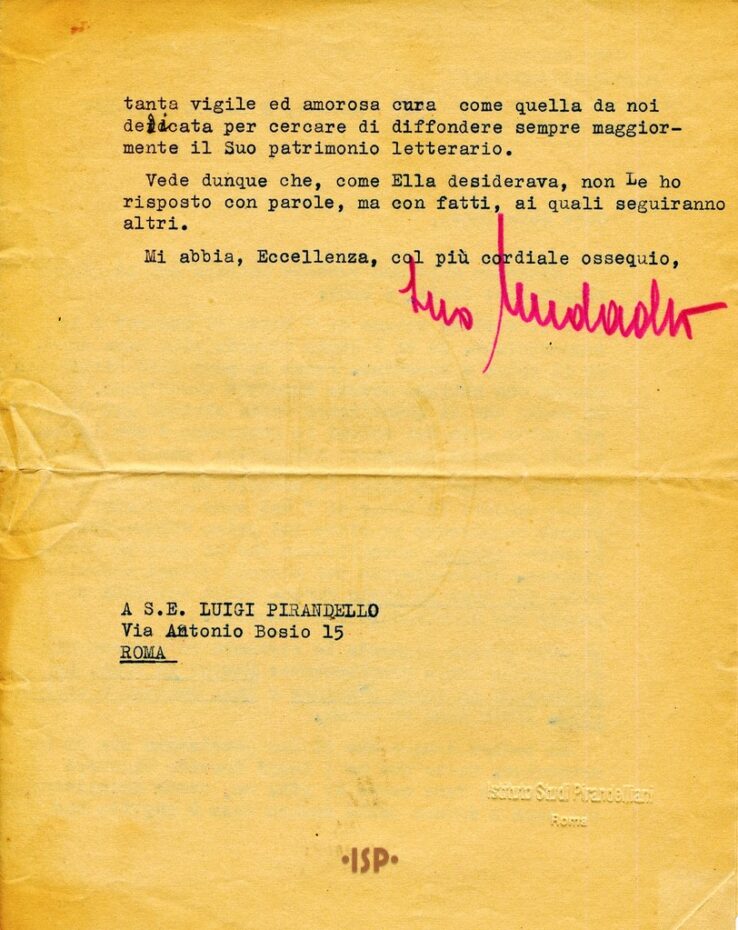 tanta vigile ed amorosa cura come quella da noi
dedicata per cercare di diffondere sempre maggior-
mente il Suo patrimonio letterario.
Vede dunque che, come Ella desiderava, non Le ho
risposto con parole, ma con fatti, ai quali seguiranno
altri.
Mi abbia, Eccellenza, col più cordiale ossequio,
A S.E. LUIGI PIRANDELLO
Via Antonio Bosio 15
ROMA
Istituto Studi Pirandelliani
Roma
•ISP•